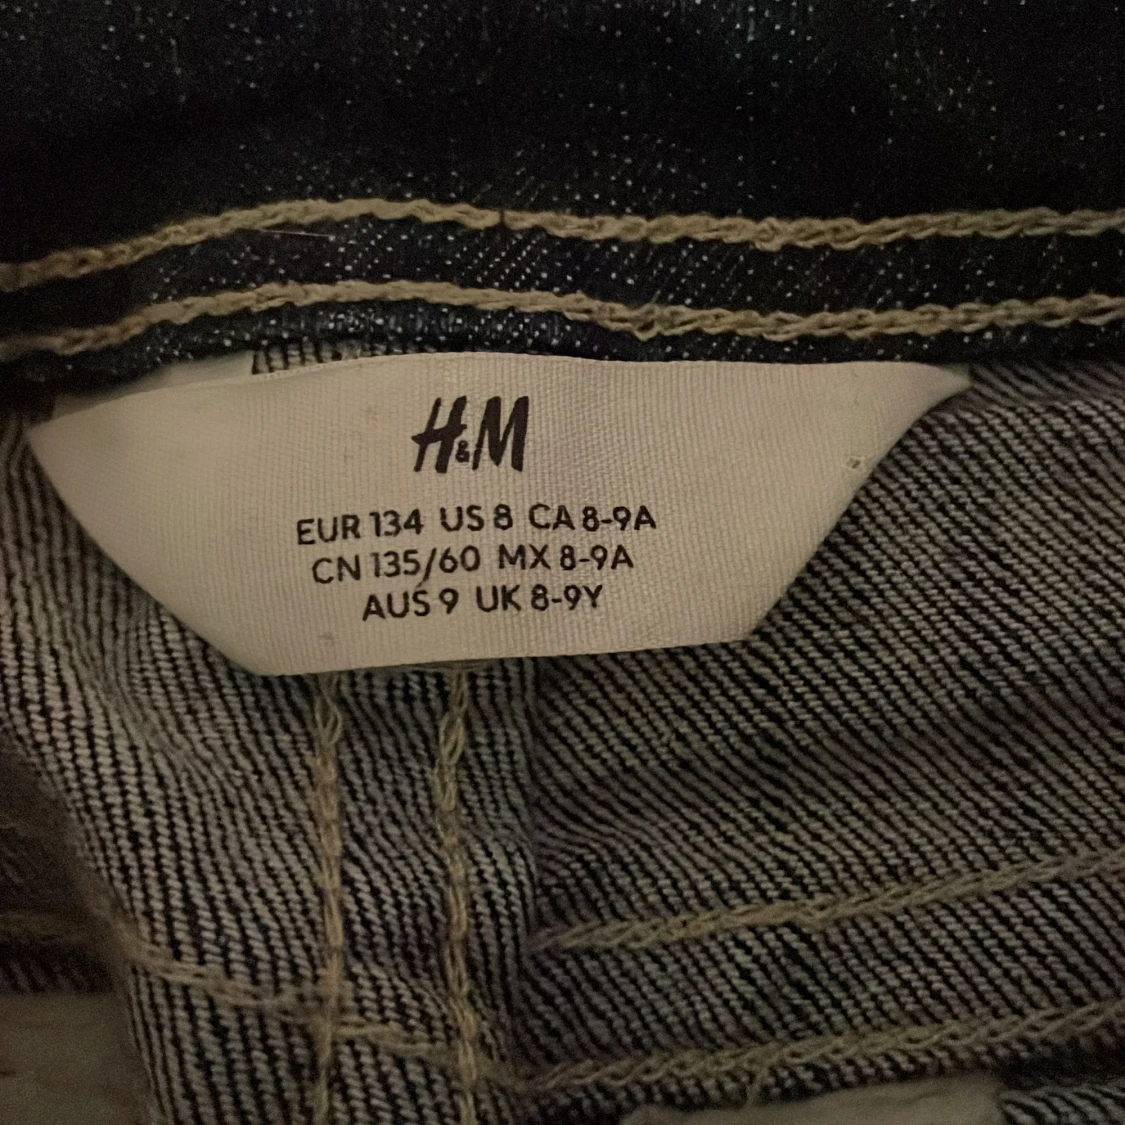 H&M
EUR 134 US 8 CA 8-9A
CN 135/60 MX 8-9A
AUS 9 UK 8-9Y